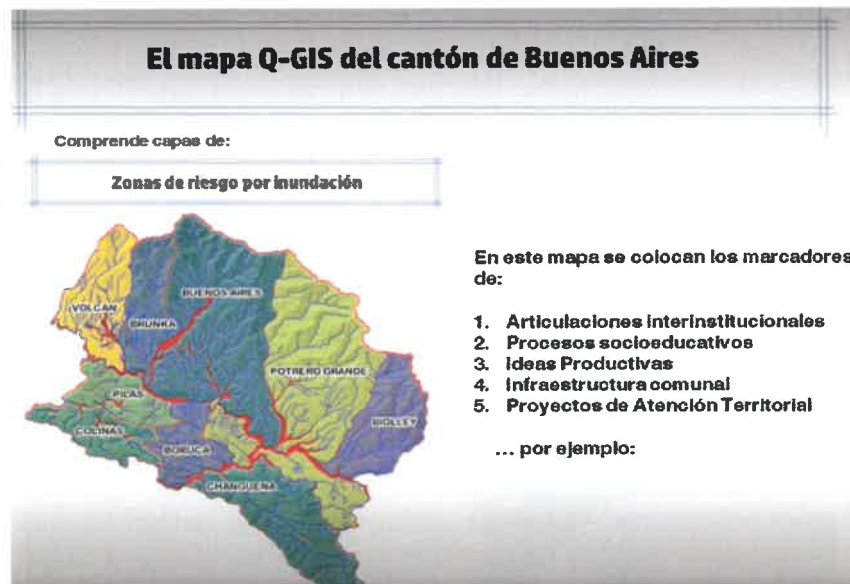 El mapa Q-GIS del cantón de Buenos Aires
Comprende capas de:
Zonas de riesgo por inundación
En este mapa se colocan los marcadores
de:
1. Articulaciones interinstitucionales
2. Procesos socioeducativos
3. Ideas Productivas
4. Infraestructura comunal
5. Proyectos de Atención Territorial
... por ejemplo:
VOLCAN
BRUNKA
BUENOS AIRES
POTRERO GRANDE
PILAS
COLINAS
BORUCA
BIOLLEY
CHANGUENA